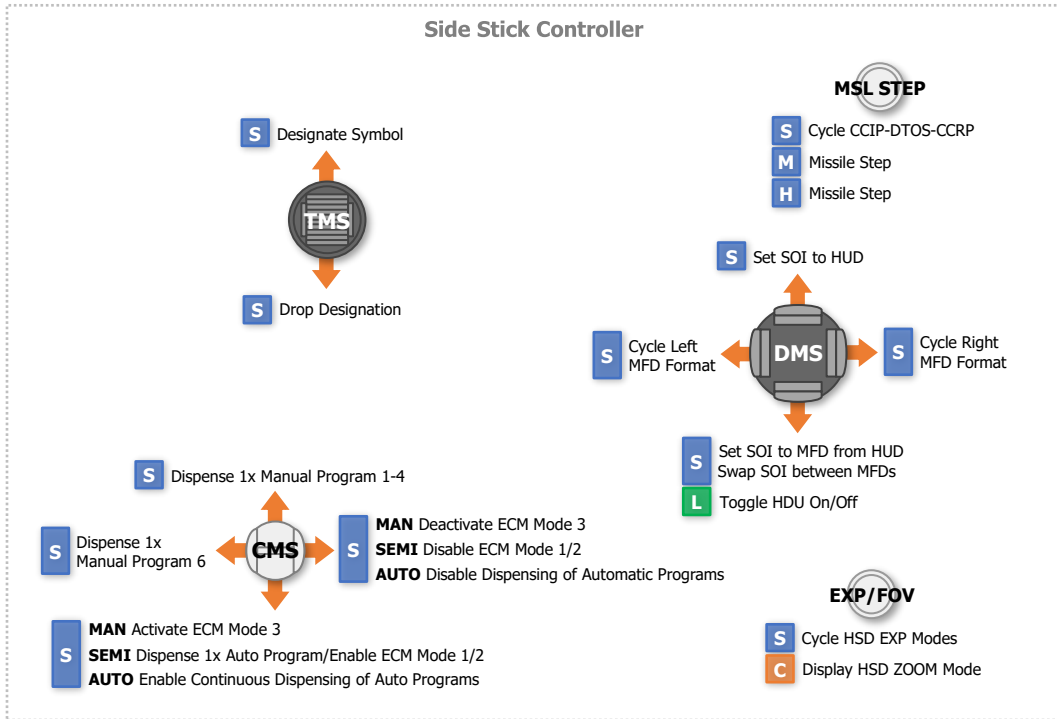 Side Stick Controller
MSL STEP
S Cycle CCIP-DTOS-CCRP
M Missile Step
H Missile Step
S Designate Symbol
TMS
S Drop Designation
S Set SOI to HUD
S Cycle Left
MFD Format
DMS
S Cycle Right
MFD Format
S Set SOI to MFD from HUD
Swap SOI between MFDs
L Toggle HDU On/Off
S Dispense 1x Manual Program 1-4
S Dispense 1x
Manual Program 6
CMS
S MAN Deactivate ECM Mode 3
SEMI Disable ECM Mode 1/2
AUTO Disable Dispensing of Automatic Programs
S MAN Activate ECM Mode 3
SEMI Dispense 1x Auto Program/Enable ECM Mode 1/2
AUTO Enable Continuous Dispensing of Auto Programs
EXP/FOV
S Cycle HSD EXP Modes
C Display HSD ZOOM Mode